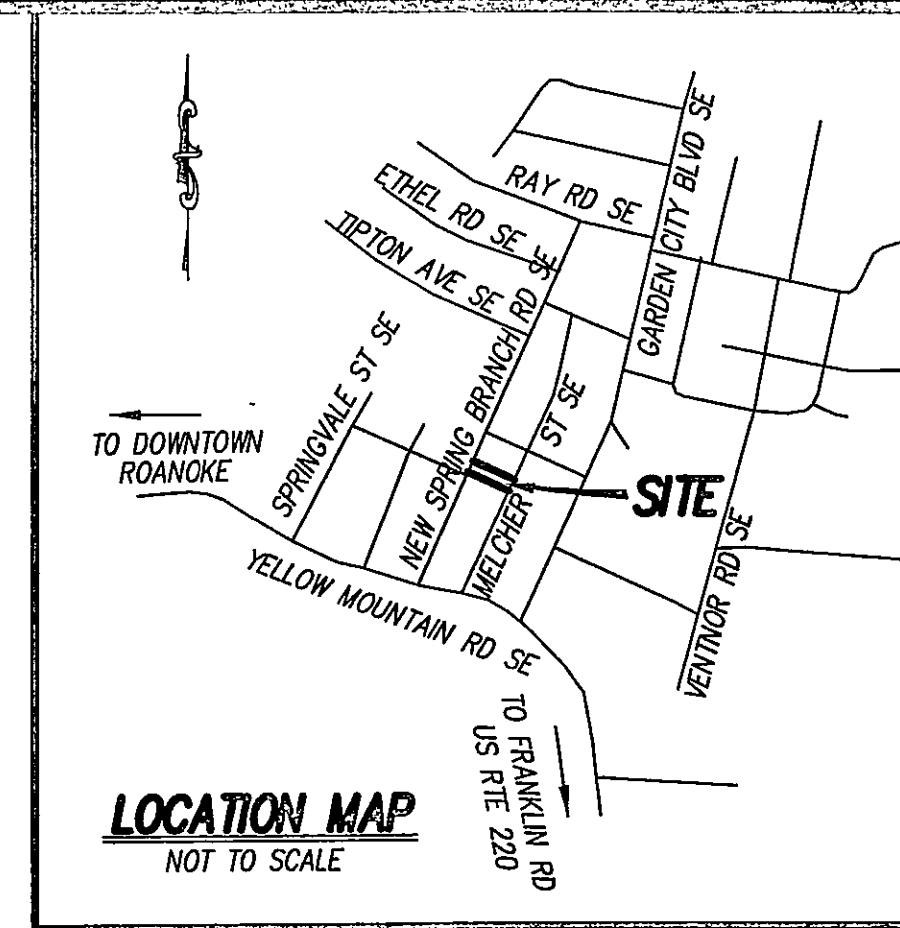 RAY RD SE
ETHEL RD SE
TIPTON AVE SE
GARDEN CITY BLVD SE
NEW SPRING BRANCH RD SE
SPRINGVALE ST SE
MELCHER ST SE
TO DOWNTOWN
ROANOKE
SITE
YELLOW MOUNTAIN RD SE
VENTNOR RD SE
TO FRANKLIN RD
US RTE 220
LOCATION MAP
NOT TO SCALE